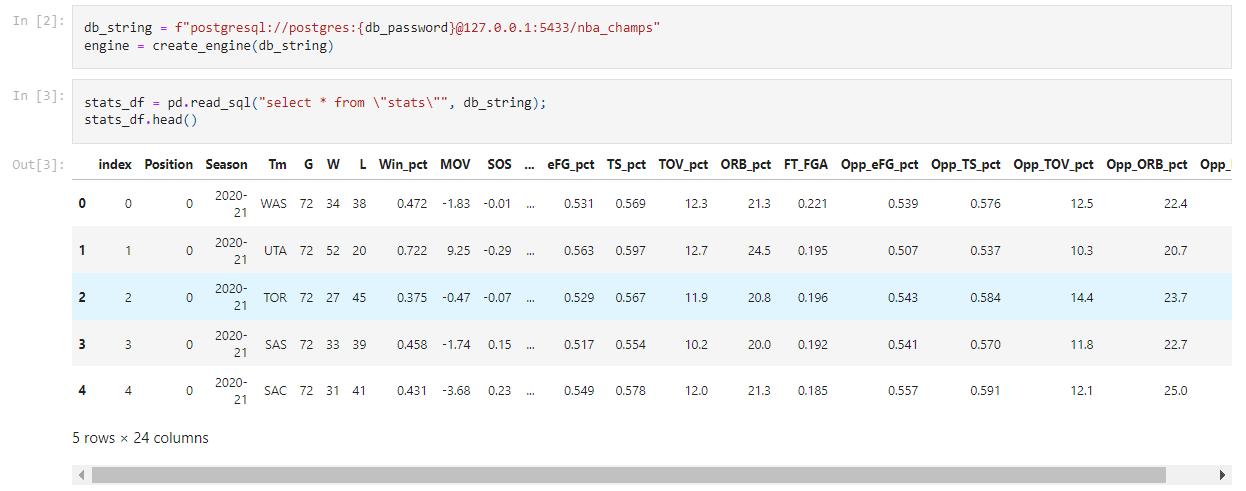 In [2]:
db_string = f"postgresql://postgres:{db_password}@127.0.0.1:5433/nba_champs"
engine = create_engine(db_string)
In [3]:
stats_df = pd.read_sql("select * from \"stats\"", db_string);
stats_df.head()
Out[3]:
index Position Season Tm G W L Win_pct MOV SOS ... eFG_pct TS_pct TOV_pct ORB_pct FT_FGA Opp_eFG_pct Opp_TS_pct Opp_TOV_pct Opp_ORB_pct Opp_
0 0 0 2020-21 WAS 72 34 38 0.472 -1.83 -0.01 ... 0.531 0.569 12.3 21.3 0.221 0.539 0.576 12.5 22.4
1 1 0 2020-21 UTA 72 52 20 0.722 9.25 -0.29 ... 0.563 0.597 12.7 24.5 0.195 0.507 0.537 10.3 20.7
2 2 0 2020-21 TOR 72 27 45 0.375 -0.47 -0.07 ... 0.529 0.567 11.9 20.8 0.196 0.543 0.584 14.4 23.7
3 3 0 2020-21 SAS 72 33 39 0.458 -1.74 0.15 ... 0.517 0.554 10.2 20.0 0.192 0.541 0.570 11.8 22.7
4 4 0 2020-21 SAC 72 31 41 0.431 -3.68 0.23 ... 0.549 0.578 12.0 21.3 0.185 0.557 0.591 12.1 25.0
5 rows × 24 columns